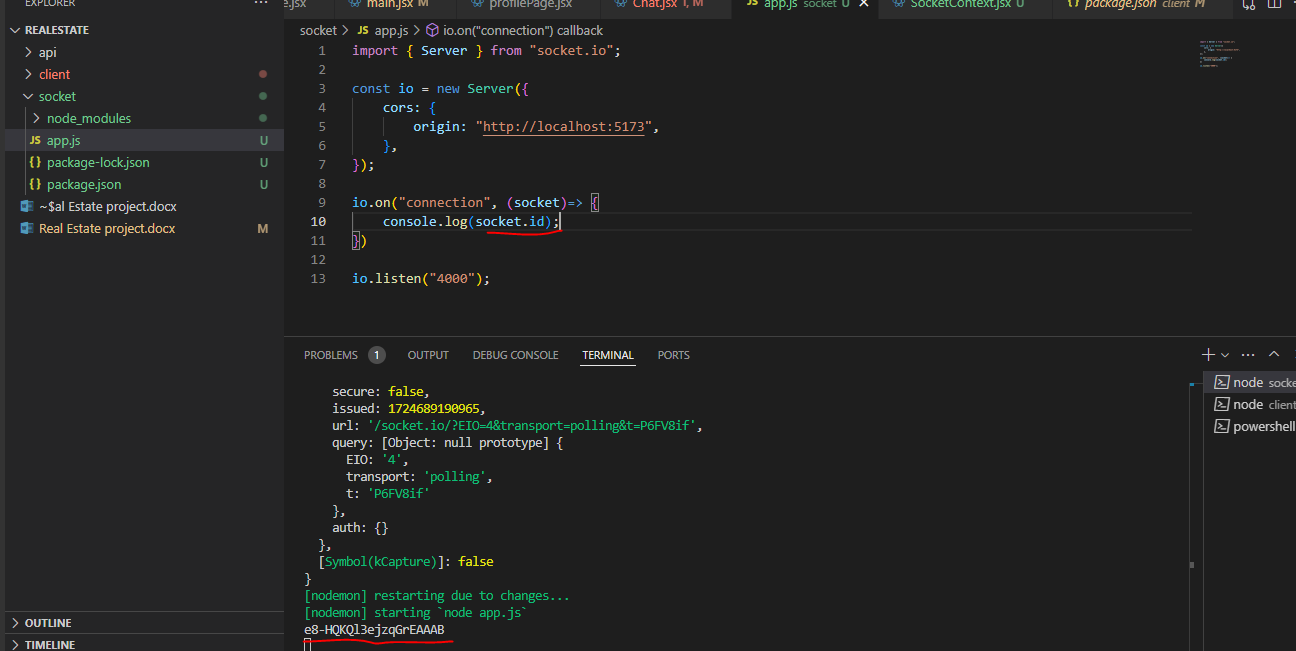 EXPLORER ...
REALESTATE
api
client
socket
node_modules
JS app.js U
{} package-lock.json U
{} package.json U
~$al Estate project.docx
Real Estate project.docx M
OUTLINE
TIMELINE
e.jsx main.jsx M profilePage.jsx Chat.jsx 1, M JS app.js socket U SocketContext.jsx U {} package.json client M
socket > JS app.js > io.on("connection") callback
1 import { Server } from "socket.io";
2
3 const io = new Server({
4 cors: {
5 origin: "http://localhost:5173",
6 },
7 });
8
9 io.on("connection", (socket)=> {
10 console.log(socket.id);
11 })
12
13 io.listen("4000");
PROBLEMS 1 OUTPUT DEBUG CONSOLE TERMINAL PORTS
secure: false,
issued: 1724689190965,
url: '/socket.io/?EIO=4&transport=polling&t=P6FV8if',
query: [Object: null prototype] {
EIO: '4',
transport: 'polling',
t: 'P6FV8if'
},
auth: {}
},
[Symbol(kCapture)]: false
}
[nodemon] restarting due to changes...
[nodemon] starting `node app.js`
e8-HQKQl3ejzqGrEAAAB
node socke
node client
powershell